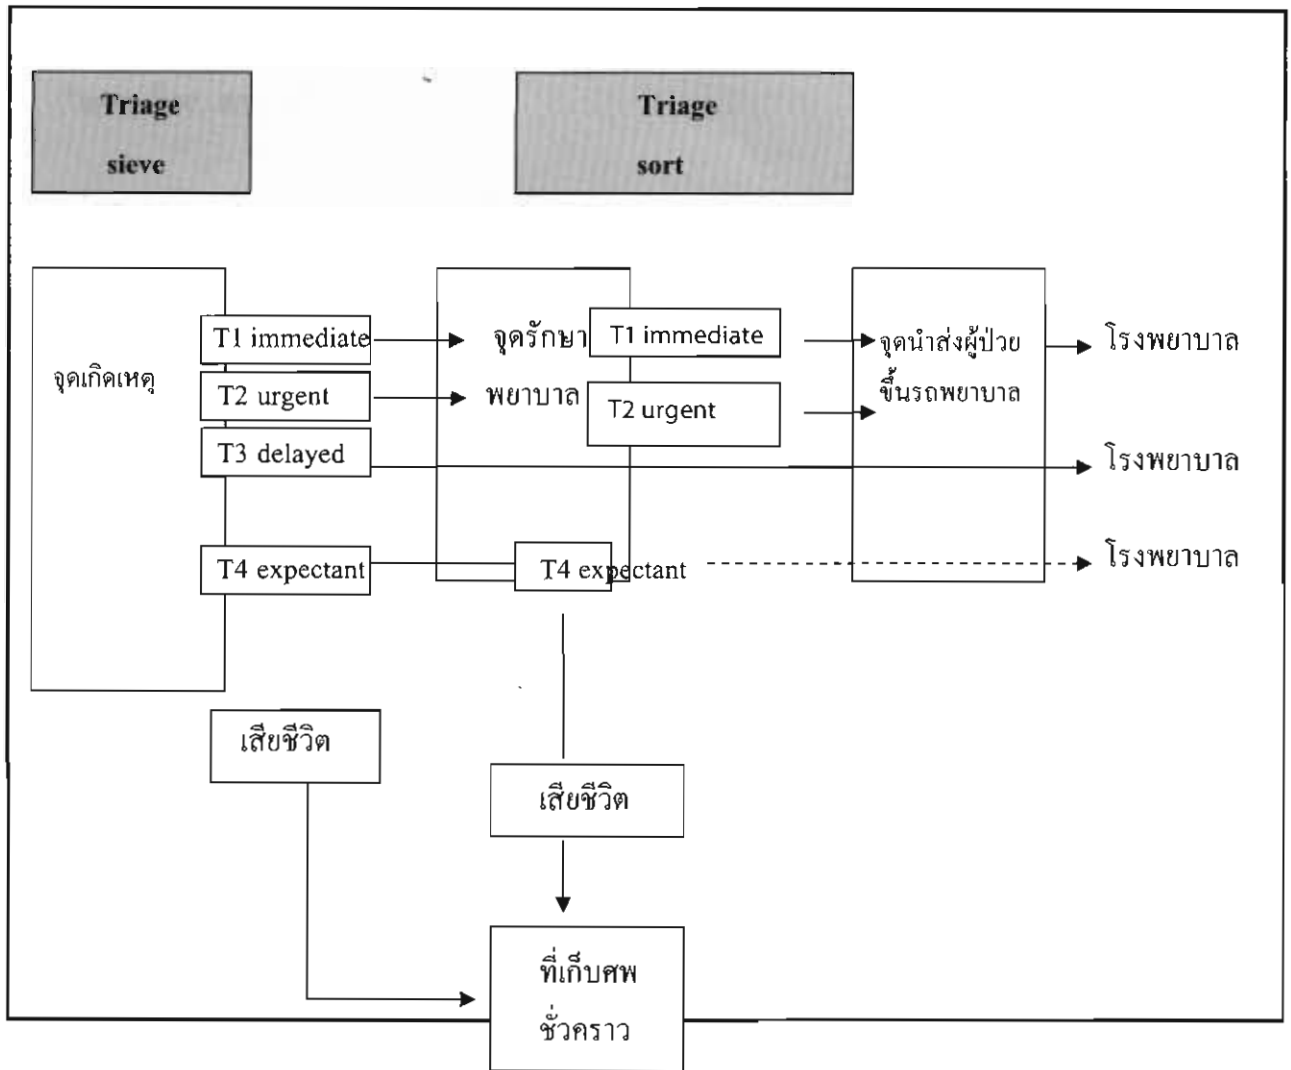 Triage
sieve
Triage
sort
จุดเกิดเหตุ
T1 immediate
T2 urgent
T3 delayed
T4 expectant
จุดรักษา
พยาบาล
T1 immediate
T2 urgent
T4 expectant
จุดนำส่งผู้ป่วย
ขึ้นรถพยาบาล
โรงพยาบาล
โรงพยาบาล
โรงพยาบาล
เสียชีวิต
เสียชีวิต
ที่เก็บศพ
ชั่วคราว